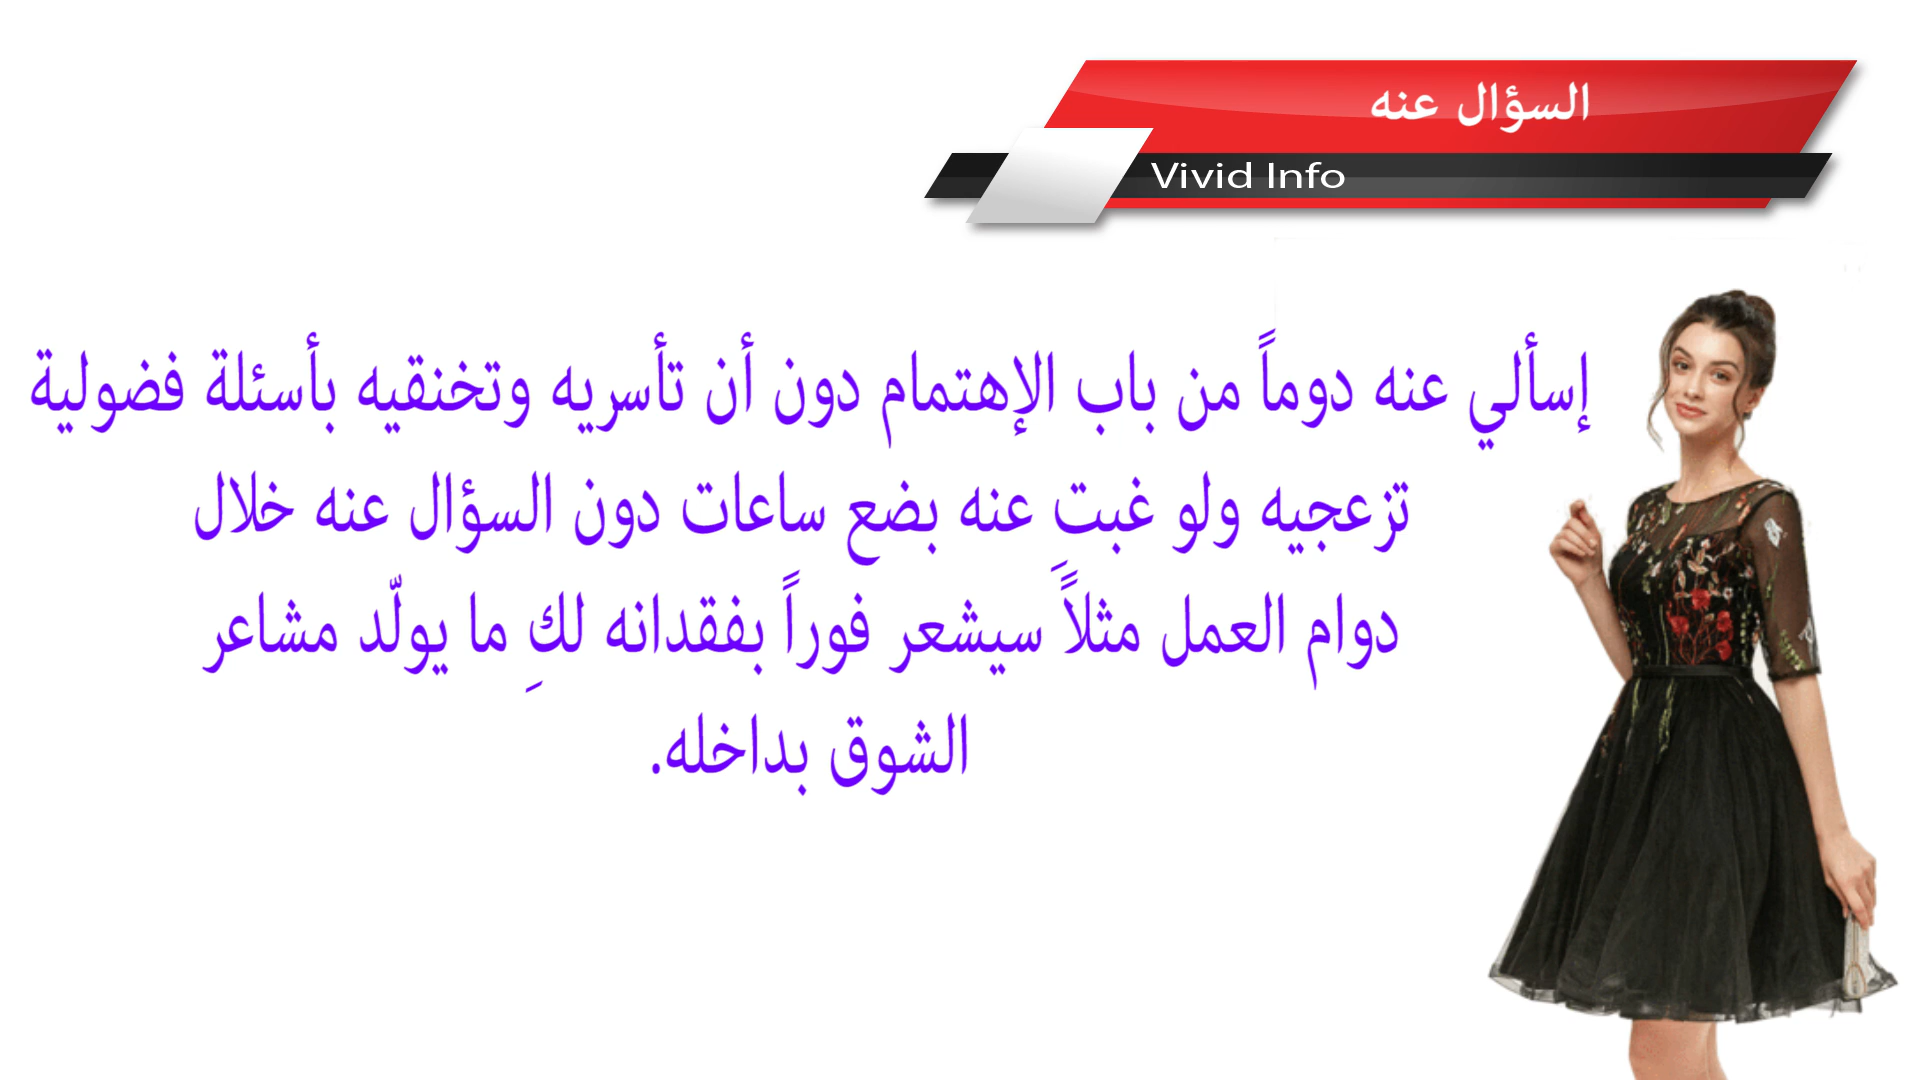 السؤال عنه
Vivid Info
إسألي عنه دوماً من باب الإهتمام دون أن تأسريه وتخنقيه بأسئلة فضولية
تزعجيه ولو غبتِ عنه بضع ساعات دون السؤال عنه خلال
دوام العمل مثلاً سيشعر فوراً بفقدانه لكِ ما يولّد مشاعر
الشوق بداخله.